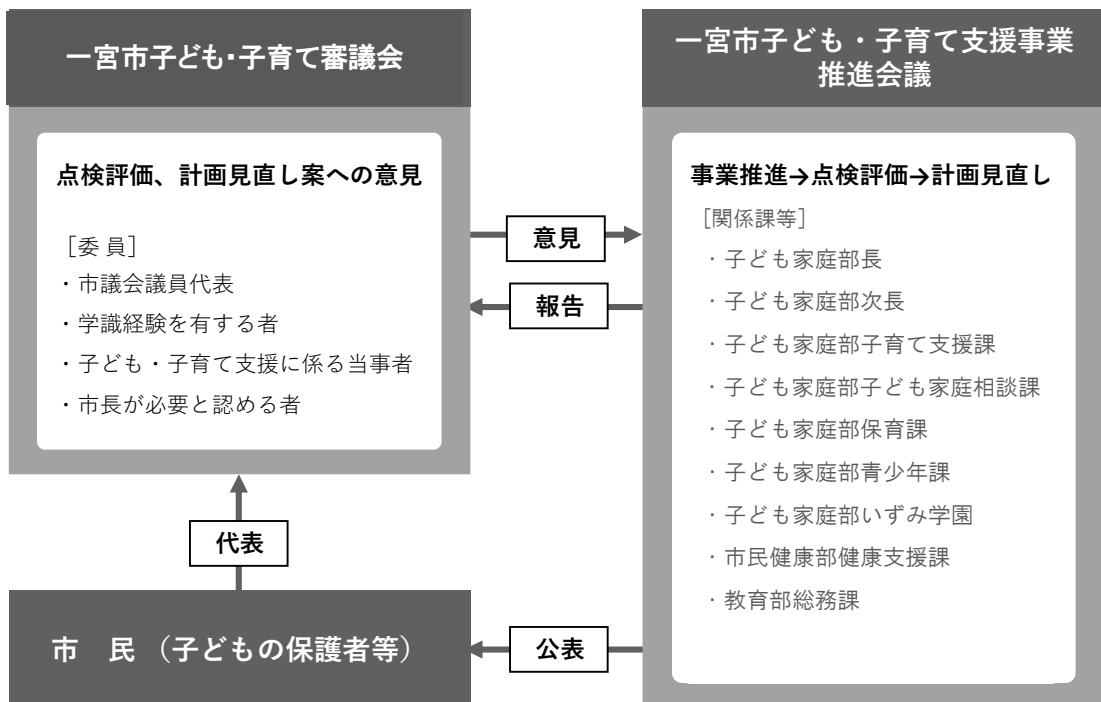 一宮市子ども・子育て審議会
点検評価、計画見直し案への意見
［委 員］
・市議会議員代表
・学識経験を有する者
・子ども・子育て支援に係る当事者
・市長が必要と認める者
意見
報告
一宮市子ども・子育て支援事業
推進会議
事業推進→点検評価→計画見直し
［関係課等］
・子ども家庭部長
・子ども家庭部次長
・子ども家庭部子育て支援課
・子ども家庭部子ども家庭相談課
・子ども家庭部保育課
・子ども家庭部青少年課
・子ども家庭部いずみ学園
・市民健康部健康支援課
・教育部総務課
代表
市　民 （子どもの保護者等）
公表